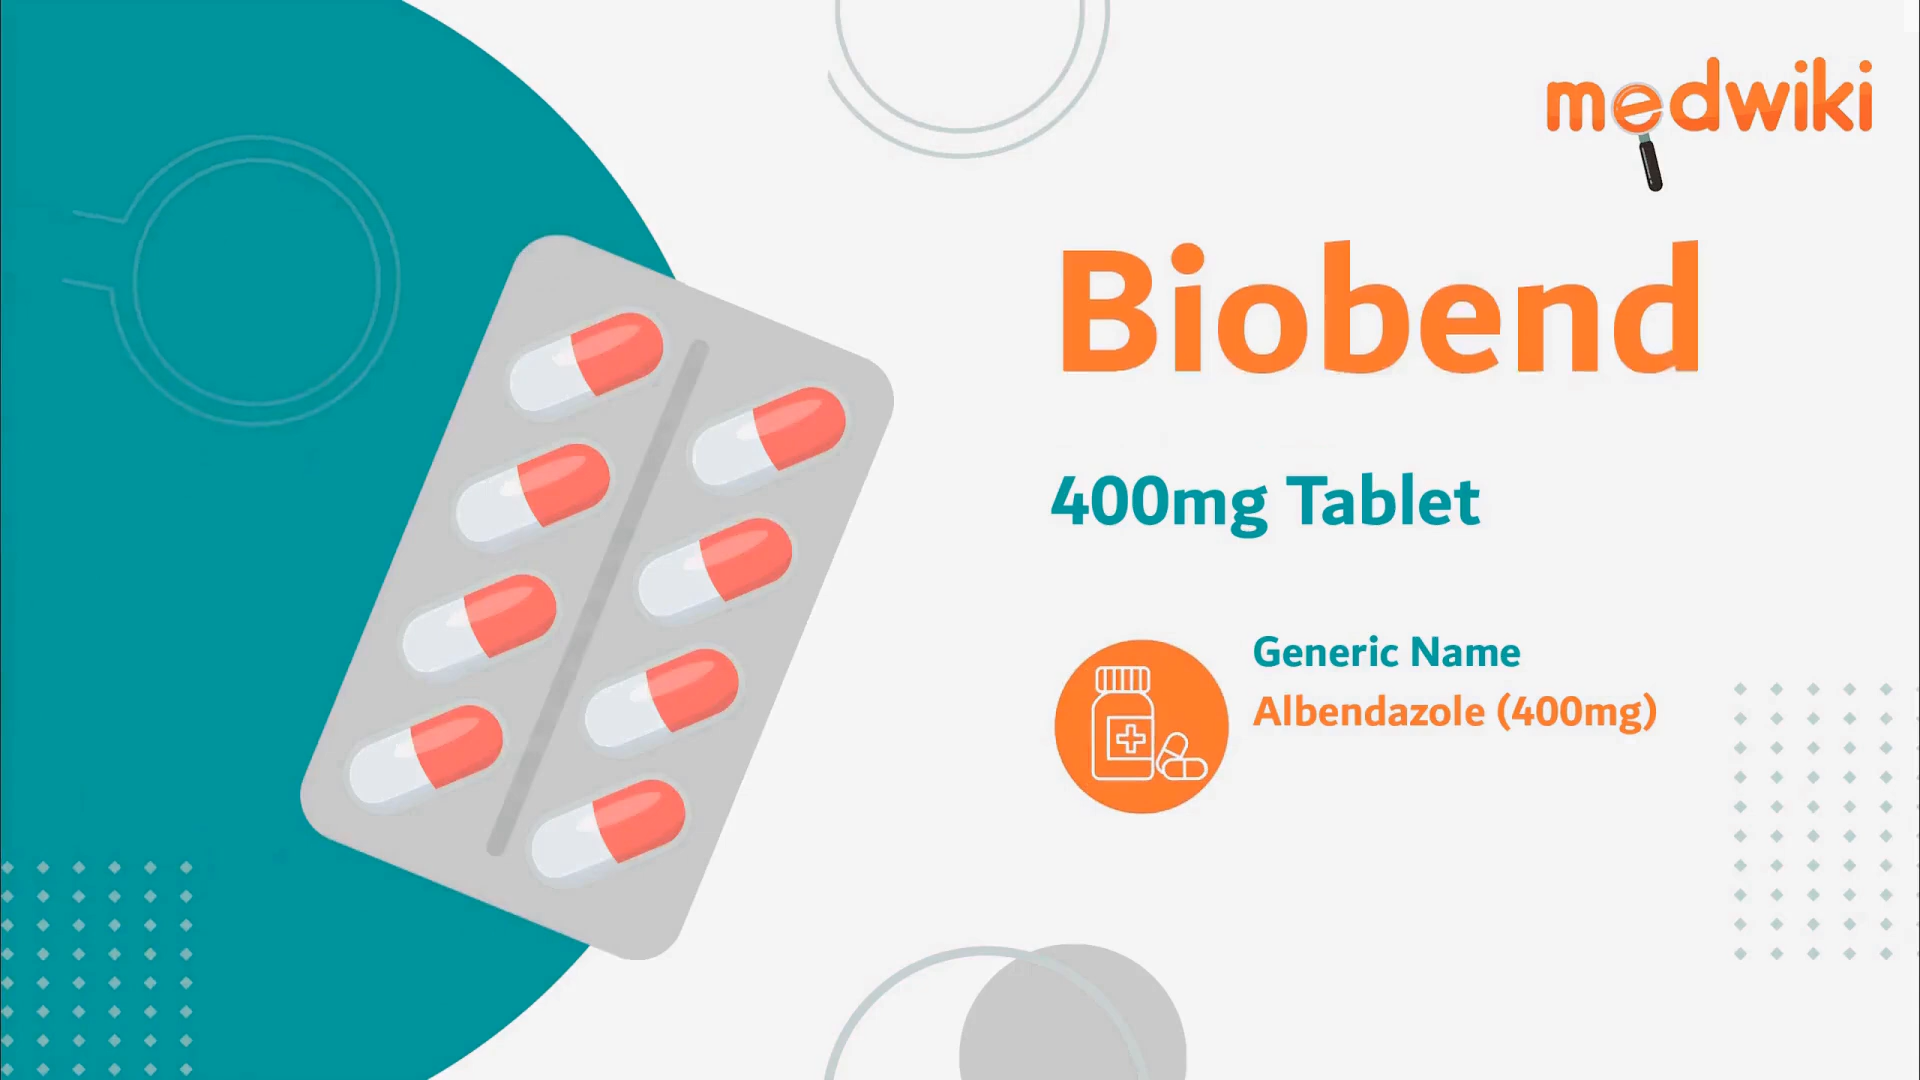 medwiki
Biobend
400mg Tablet
Generic Name
Albendazole (400mg)